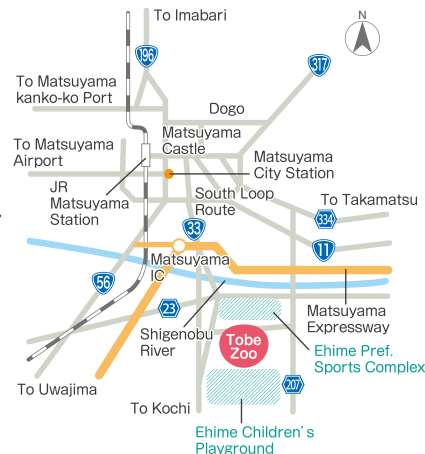 To Imabari
N
196
317
To Matsuyama
kanko-ko Port
Dogo
To Matsuyama
Airport
Matsuyama
Castle
Matsuyama
City Station
JR
Matsuyama
Station
South Loop
Route
To Takamatsu
334
33
11
Matsuyama
IC
56
23
Shigenobu
River
Matsuyama
Expressway
Tobe
Zoo
Ehime Pref.
Sports Complex
To Uwajima
207
To Kochi
Ehime Children's
Playground